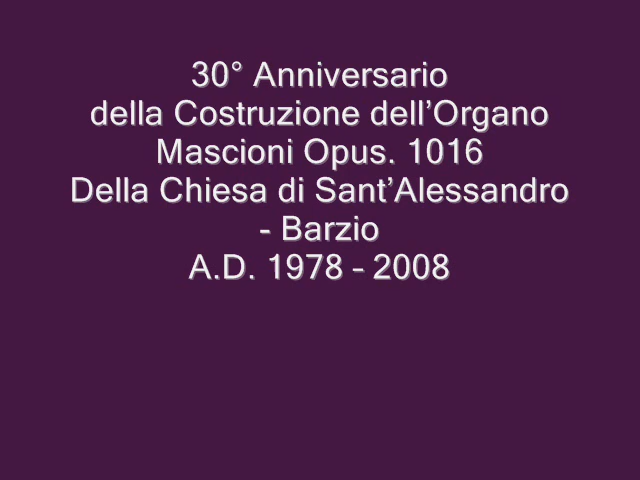 30° Anniversario
della Costruzione dell’Organo
Mascioni Opus. 1016
Della Chiesa di Sant’Alessandro
- Barzio
A.D. 1978 – 2008